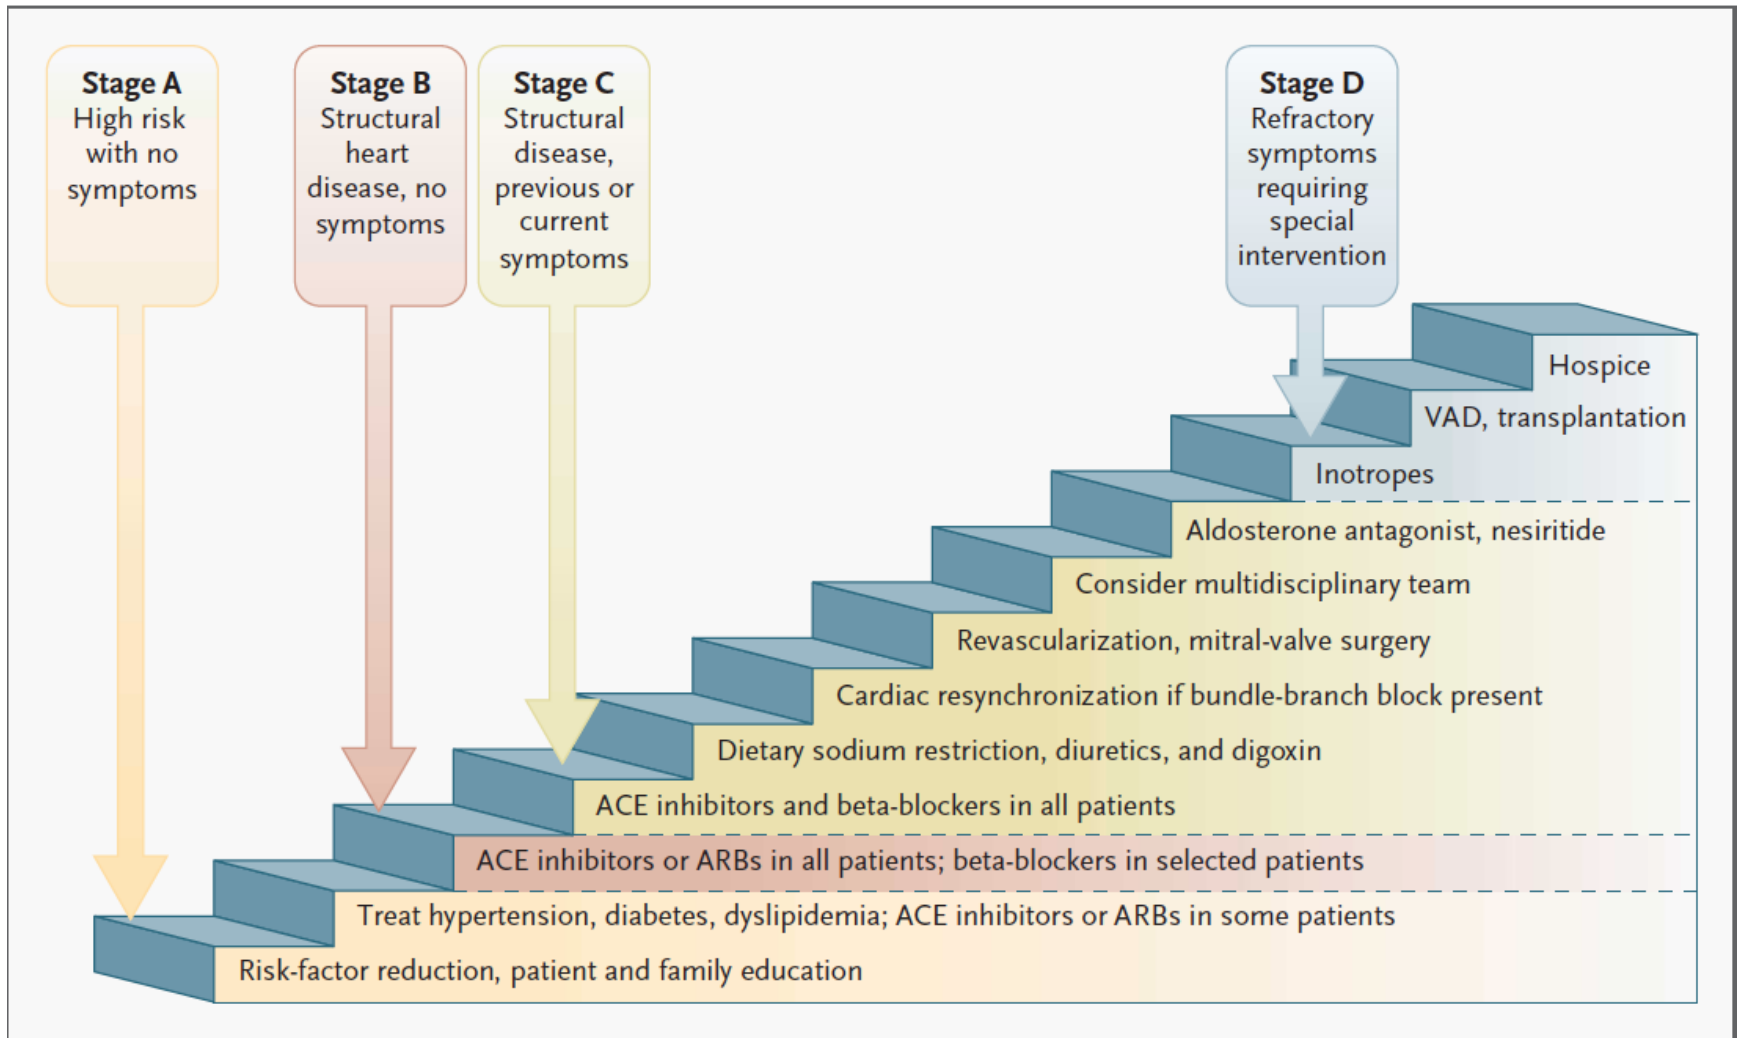 Stage A
High risk
with no
symptoms
Stage B
Structural
heart
disease, no
symptoms
Stage C
Structural
disease,
previous or
current
symptoms
Stage D
Refractory
symptoms
requiring
special
intervention
Hospice
VAD, transplantation
Inotropes
Aldosterone antagonist, nesiritide
Consider multidisciplinary team
Revascularization, mitral-valve surgery
Cardiac resynchronization if bundle-branch block present
Dietary sodium restriction, diuretics, and digoxin
ACE inhibitors and beta-blockers in all patients
ACE inhibitors or ARBs in all patients; beta-blockers in selected patients
Treat hypertension, diabetes, dyslipidemia; ACE inhibitors or ARBs in some patients
Risk-factor reduction, patient and family education